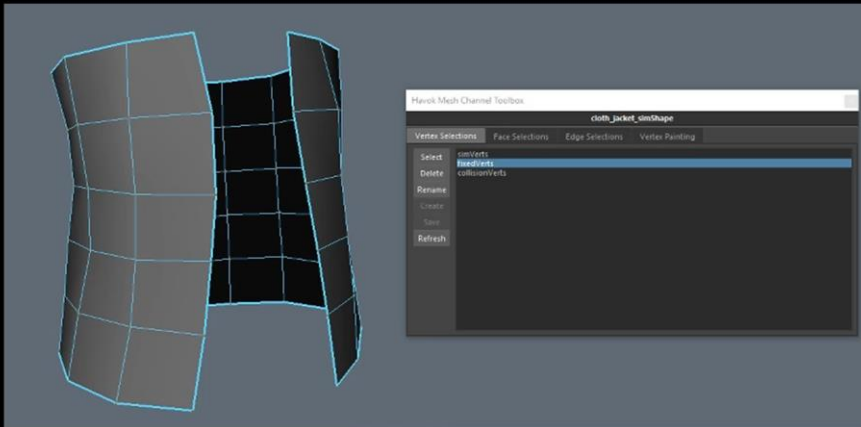 Havok Mesh Channel Toolbox
cloth_jacket_simShape
Vertex Selections Face Selections Edge Selections Vertex Painting
Select
Delete
Rename
Create
Save
Refresh
simVerts
fixedVerts
collisionVerts